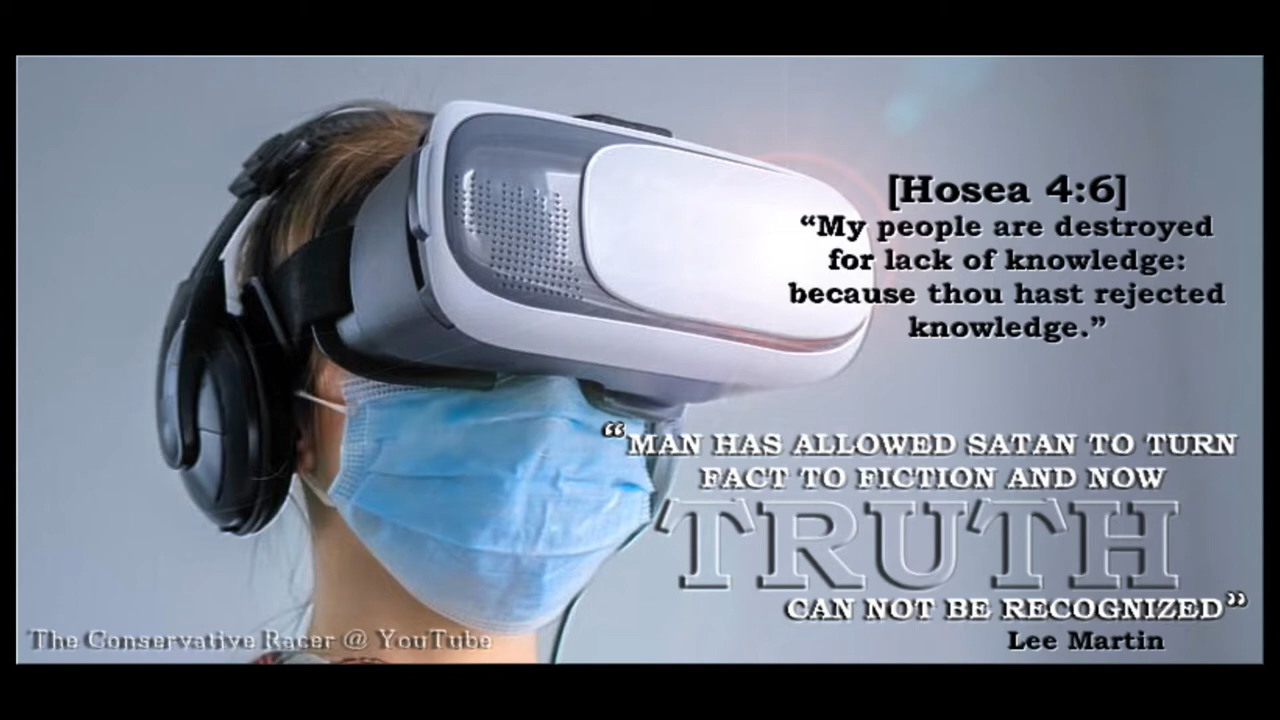 [Hosea 4:6]
“My people are destroyed
for lack of knowledge:
because thou hast rejected
knowledge.”
“MAN HAS ALLOWED SATAN TO TURN
FACT TO FICTION AND NOW
TRUTH
CAN NOT BE RECOGNIZED”
Lee Martin
The Conservative Racer @ YouTube